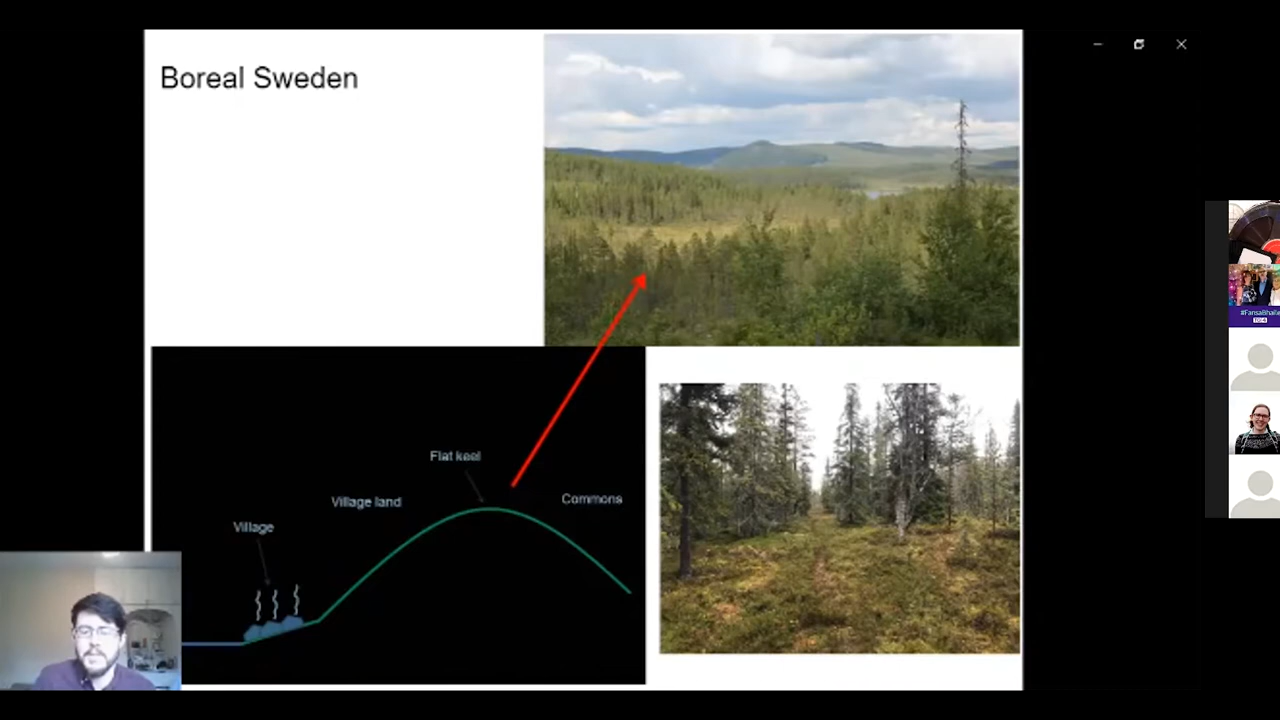 Boreal Sweden
Flat keel
Village land
Commons
Village